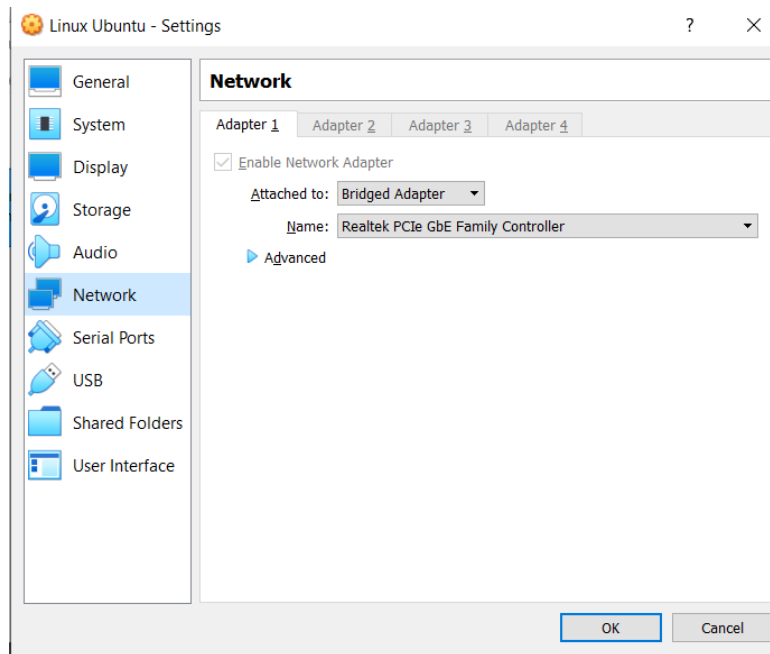 Linux Ubuntu - Settings
?
General
System
Display
Storage
Audio
Network
Serial Ports
USB
Shared Folders
User Interface
Network
Adapter 1
Adapter 2
Adapter 3
Adapter 4
Enable Network Adapter
Attached to: Bridged Adapter
Name: Realtek PCIe GbE Family Controller
Advanced
OK
Cancel